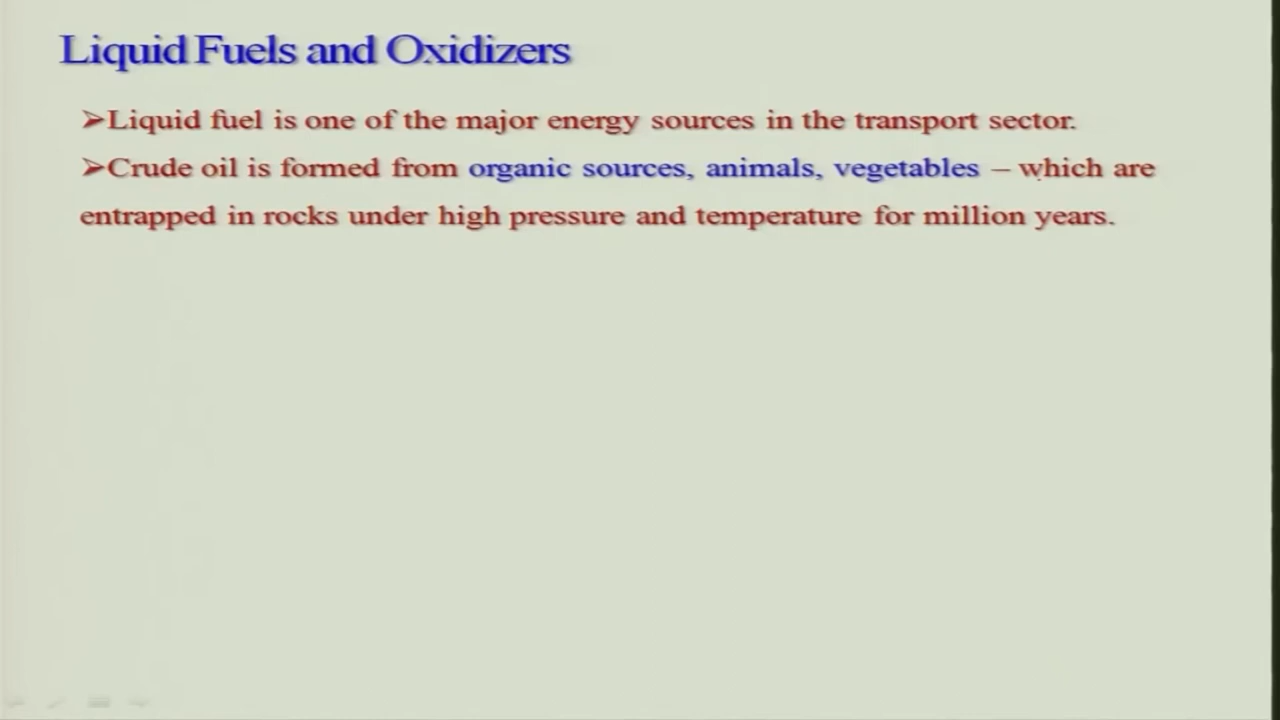 Liquid Fuels and Oxidizers
➢Liquid fuel is one of the major energy sources in the transport sector.
➢Crude oil is formed from organic sources, animals, vegetables – which are
entrapped in rocks under high pressure and temperature for million years.